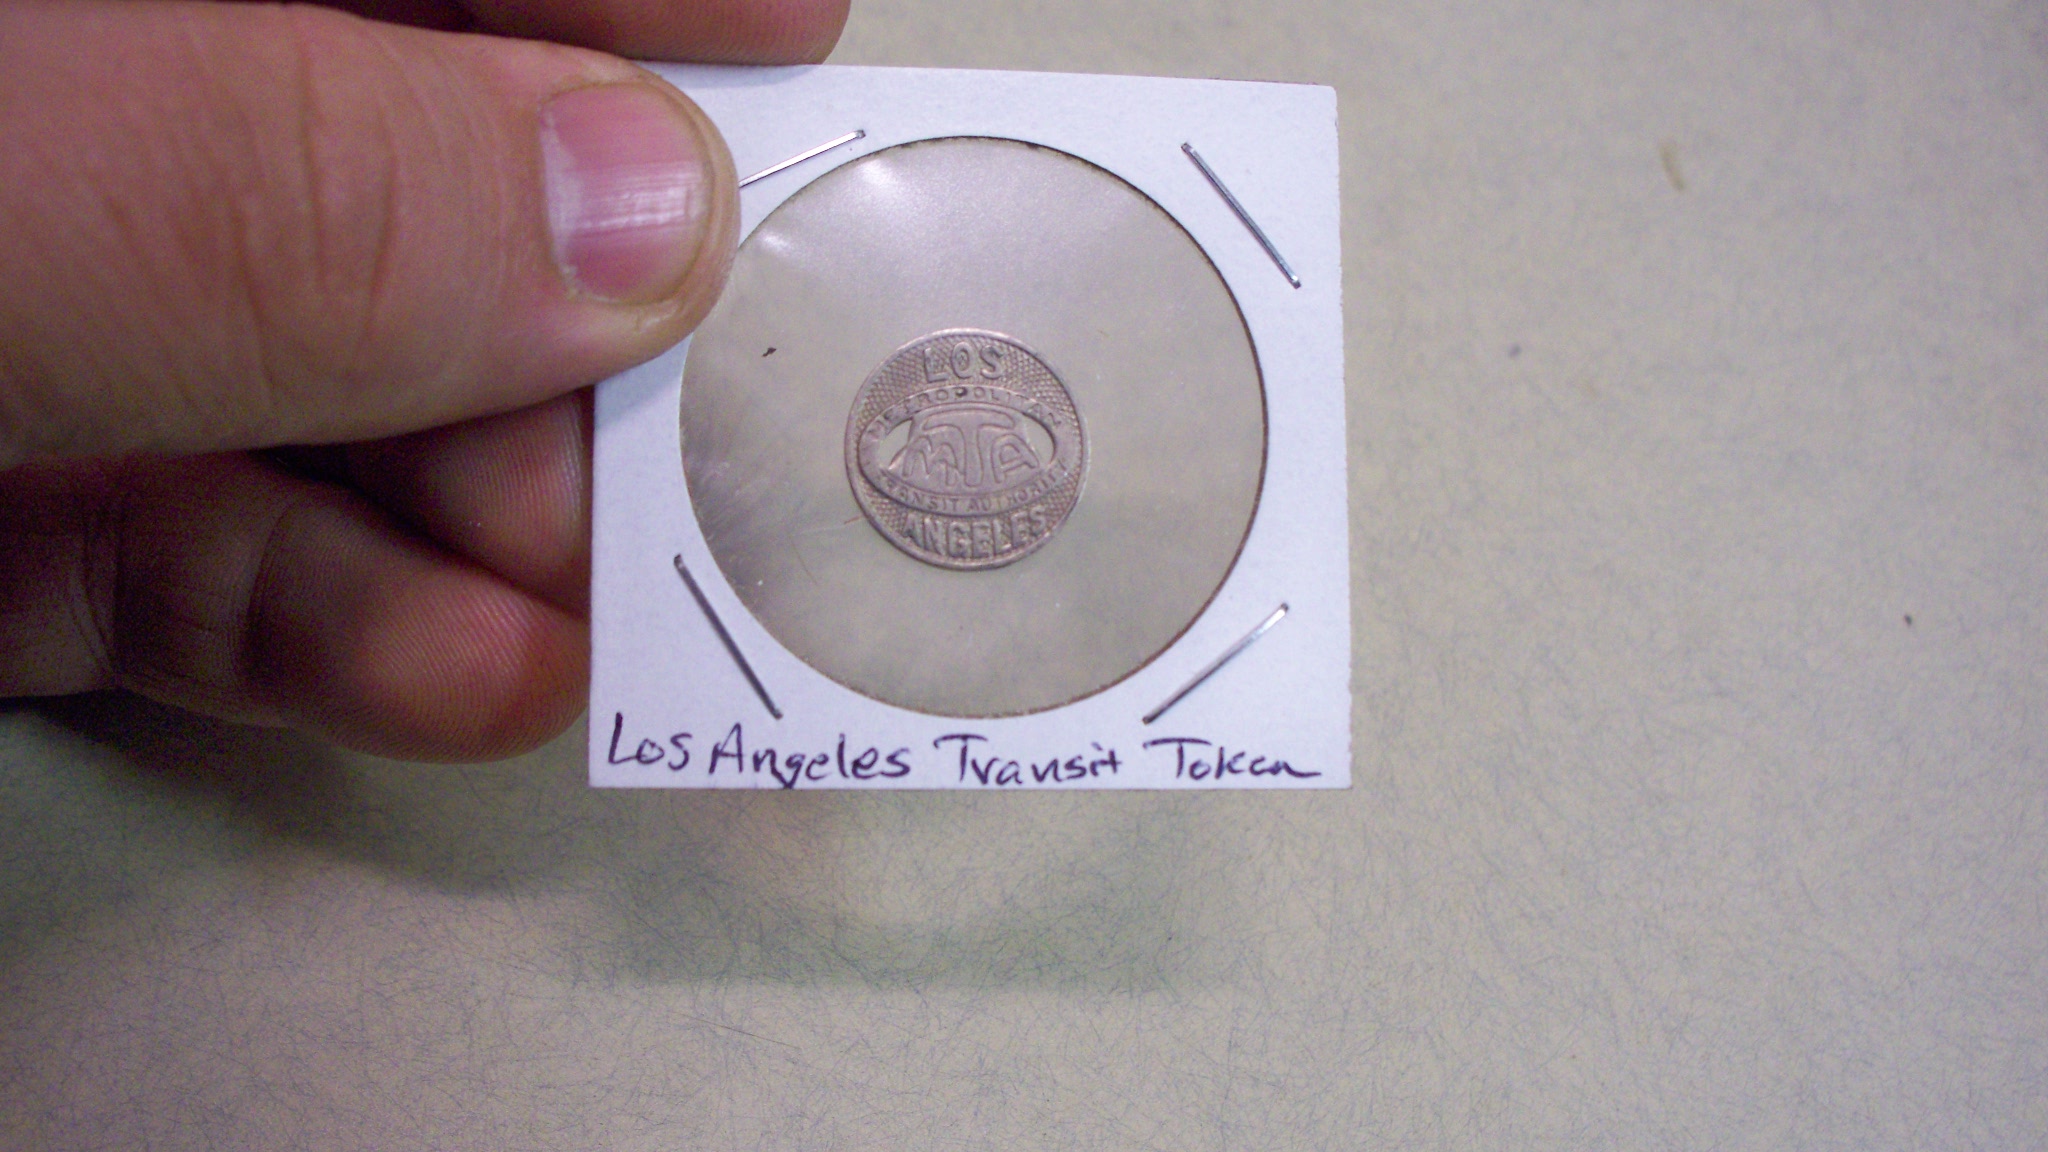 LOS
METROPOLITAN
MTA
TRANSIT AUTHORITY
ANGELES
Los Angeles Transit Token